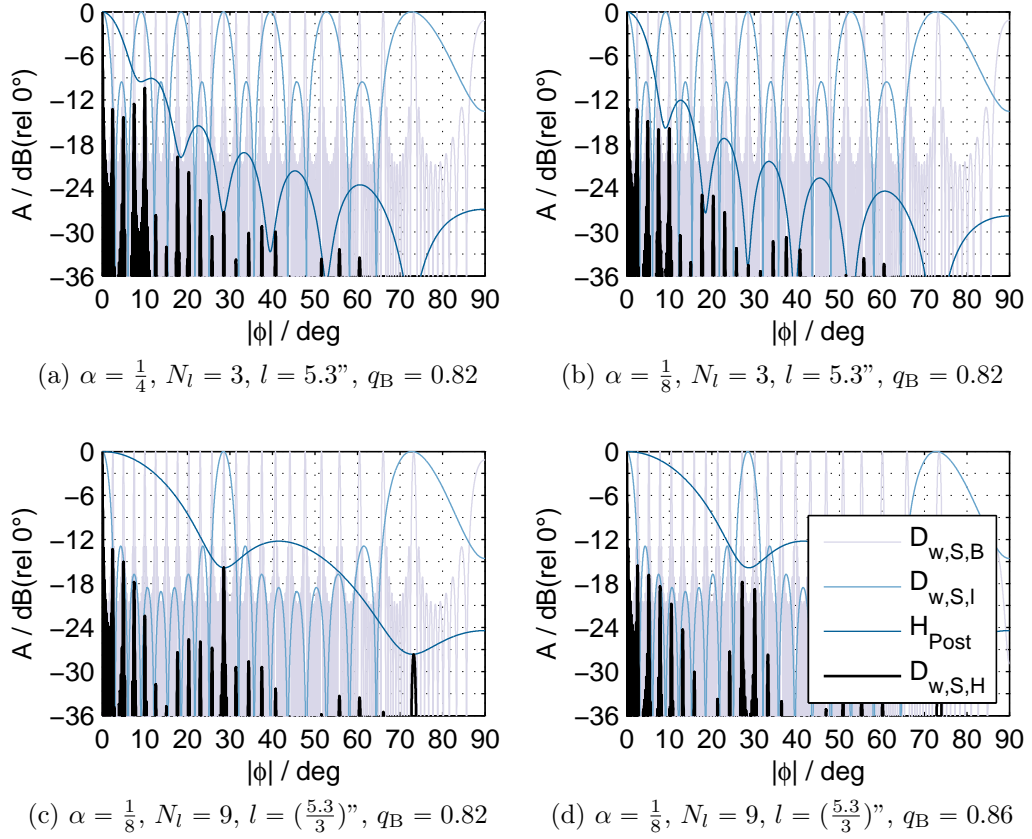 0
−6
−12
−18
−24
−30
−36
A / dB(rel 0°)
0 10 20 30 40 50 60 70 80 90
|ϕ| / deg
(a) α = 1/4, N_l = 3, l = 5.3”, q_B = 0.82
0
−6
−12
−18
−24
−30
−36
A / dB(rel 0°)
0 10 20 30 40 50 60 70 80 90
|ϕ| / deg
(b) α = 1/8, N_l = 3, l = 5.3”, q_B = 0.82
0
−6
−12
−18
−24
−30
−36
A / dB(rel 0°)
0 10 20 30 40 50 60 70 80 90
|ϕ| / deg
(c) α = 1/8, N_l = 9, l = (5.3/3)”, q_B = 0.82
0
−6
−12
−18
−24
−30
−36
A / dB(rel 0°)
D_w,S,B
D_w,S,I
H_Post
D_w,S,H
0 10 20 30 40 50 60 70 80 90
|ϕ| / deg
(d) α = 1/8, N_l = 9, l = (5.3/3)”, q_B = 0.86